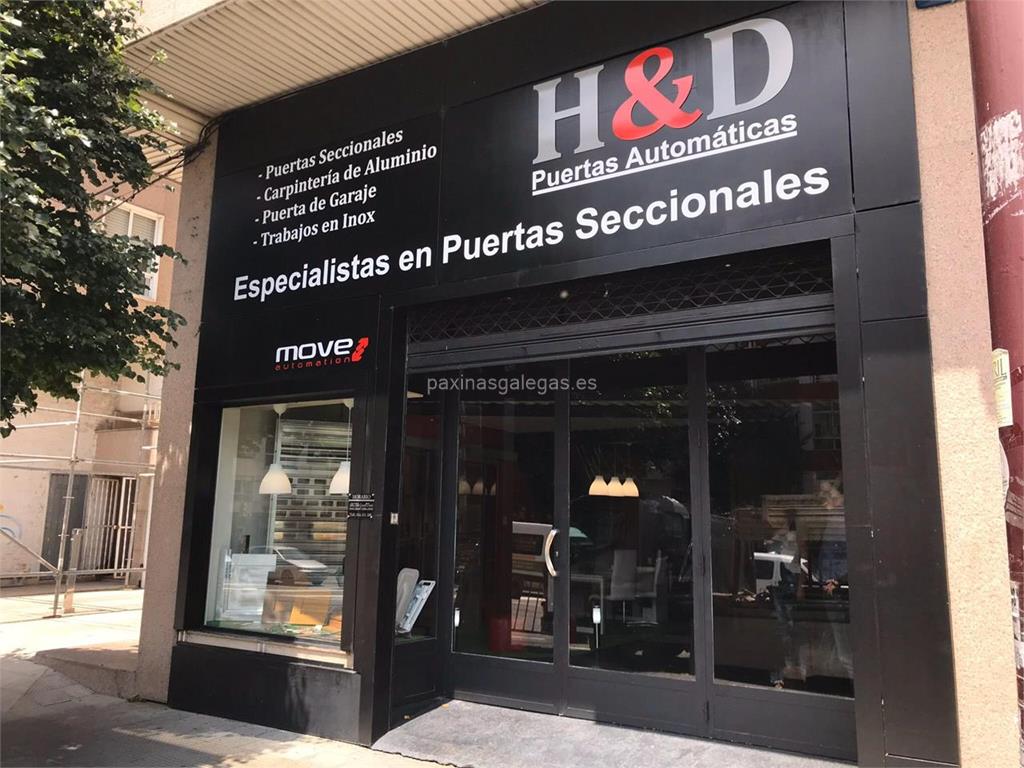 H&D
Puertas Automáticas
- Puertas Seccionales
- Carpintería de Aluminio
- Puerta de Garaje
- Trabajos en Inox
Especialistas en Puertas Seccionales
move
automation
paxinasgalegas.es
HORARIO